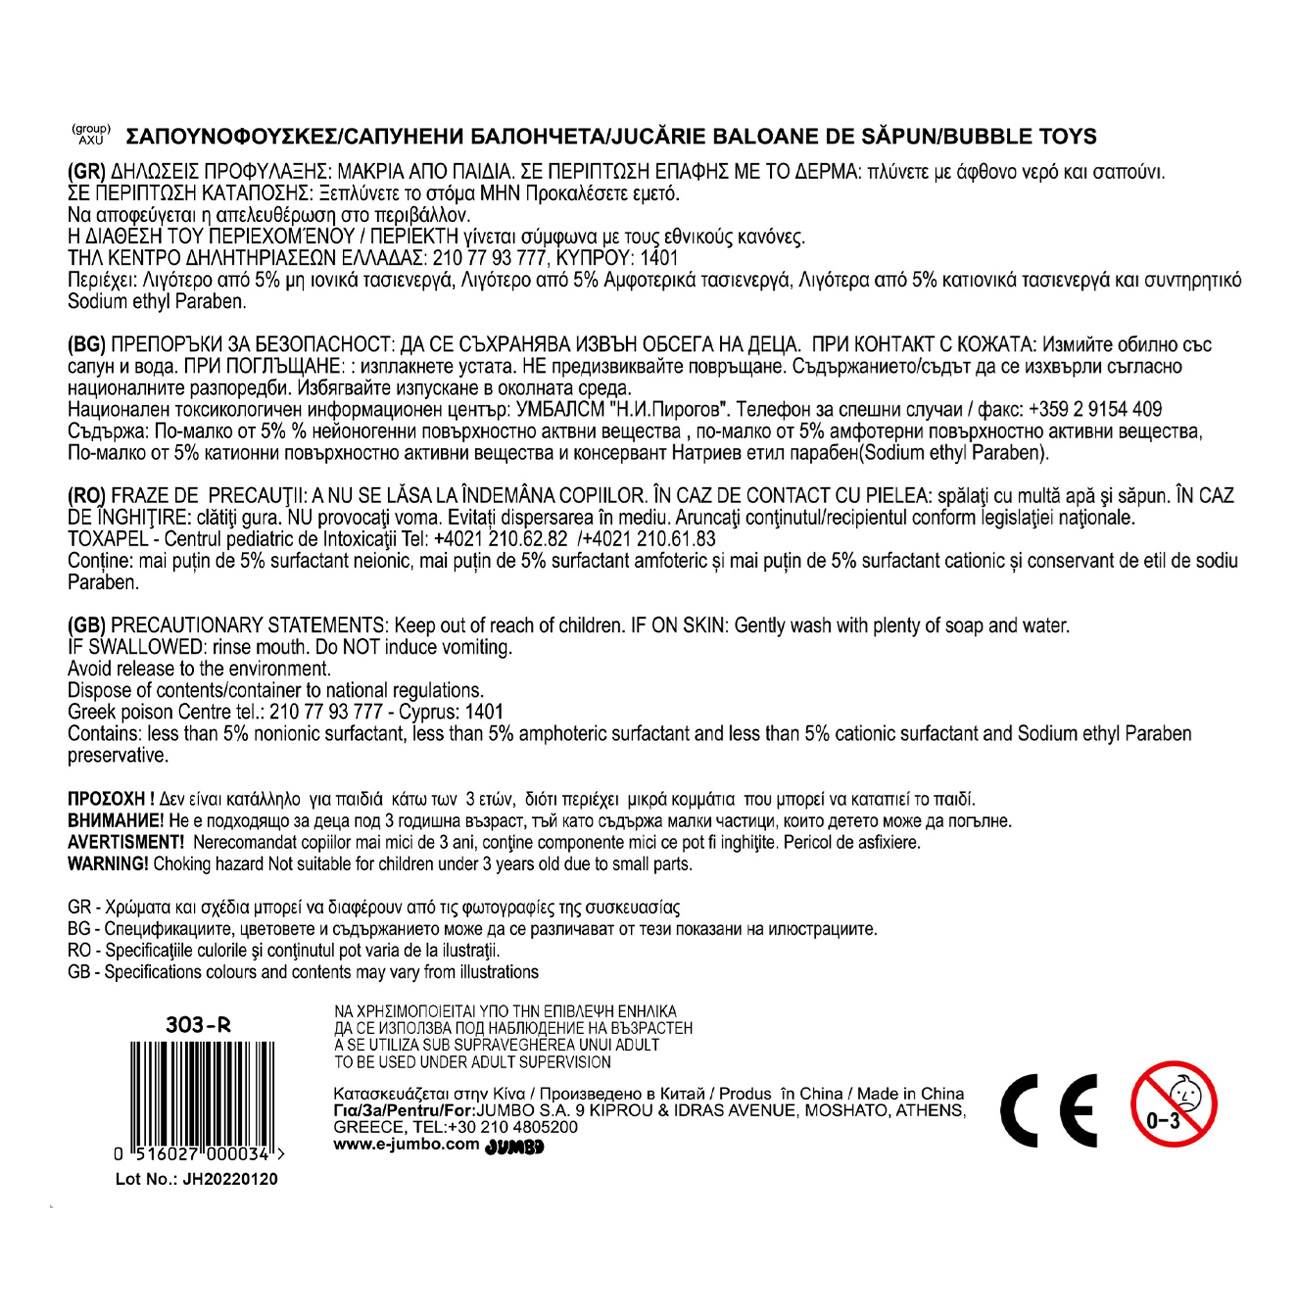 (group)
AXU
ΣΑΠΟΥΝΟΦΟΥΣΚΕΣ/САПУНЕНИ БАЛОНЧЕТА/JUCĂRIE BALOANE DE SĂPUN/BUBBLE TOYS
(GR) ΔΗΛΩΣΕΙΣ ΠΡΟΦΥΛΑΞΗΣ: ΜΑΚΡΙΑ ΑΠΟ ΠΑΙΔΙΑ. ΣΕ ΠΕΡΙΠΤΩΣΗ ΕΠΑΦΗΣ ΜΕ ΤΟ ΔΕΡΜΑ: πλύνετε με άφθονο νερό και σαπούνι.
ΣΕ ΠΕΡΙΠΤΩΣΗ ΚΑΤΑΠΟΣΗΣ: Ξεπλύνετε το στόμα ΜΗΝ Προκαλέσετε εμετό.
Να αποφεύγεται η απελευθέρωση στο περιβάλλον.
Η ΔΙΑΘΕΣΗ ΤΟΥ ΠΕΡΙΕΧΟΜΈΝΟΥ / ΠΕΡΙΕΚΤΗ γίνεται σύμφωνα με τους εθνικούς κανόνες.
ΤΗΛ ΚΕΝΤΡΟ ΔΗΛΗΤΗΡΙΑΣΕΩΝ ΕΛΛΑΔΑΣ: 210 77 93 777, ΚΥΠΡΟΥ: 1401
Περιέχει: Λιγότερο από 5% μη ιονικά τασιενεργά, Λιγότερο από 5% Αμφοτερικά τασιενεργά, Λιγότερα από 5% κατιονικά τασιενεργά και συντηρητικό
Sodium ethyl Paraben.
(BG) ПРЕПОРЪКИ ЗА БЕЗОПАСНОСТ: ДА СЕ СЪХРАНЯВА ИЗВЪН ОБСЕГА НА ДЕЦА. ПРИ КОНТАКТ С КОЖАТА: Измийте обилно със
сапун и вода. ПРИ ПОГЛЪЩАНЕ: : изплакнете устата. НЕ предизвиквайте повръщане. Съдържанието/съдът да се изхвърли съгласно
националните разпоредби. Избягвайте изпускане в околната среда.
Национален токсикологичен информационен център: УМБАЛСМ "Н.И.Пирогов". Телефон за спешни случаи / факс: +359 2 9154 409
Съдържа: По-малко от 5% % нейоногенни повърхностно актвни вещества , по-малко от 5% амфотерни повърхностно активни вещества,
По-малко от 5% катионни повърхностно активни вещества и консервант Натриев етил парабен(Sodium ethyl Paraben).
(RO) FRAZE DE PRECAUŢII: A NU SE LĂSA LA ÎNDEMÂNA COPIILOR. ÎN CAZ DE CONTACT CU PIELEA: spălaţi cu multă apă şi săpun. ÎN CAZ
DE ÎNGHIŢIRE: clătiţi gura. NU provocaţi voma. Evitați dispersarea în mediu. Aruncaţi conţinutul/recipientul conform legislaţiei naţionale.
TOXAPEL - Centrul pediatric de Intoxicaţii Tel: +4021 210.62.82 /+4021 210.61.83
Conține: mai puțin de 5% surfactant neionic, mai puțin de 5% surfactant amfoteric și mai puțin de 5% surfactant cationic și conservant de etil de sodiu
Paraben.
(GB) PRECAUTIONARY STATEMENTS: Keep out of reach of children. IF ON SKIN: Gently wash with plenty of soap and water.
IF SWALLOWED: rinse mouth. Do NOT induce vomiting.
Avoid release to the environment.
Dispose of contents/container to national regulations.
Greek poison Centre tel.: 210 77 93 777 - Cyprus: 1401
Contains: less than 5% nonionic surfactant, less than 5% amphoteric surfactant and less than 5% cationic surfactant and Sodium ethyl Paraben
preservative.
ΠΡΟΣΟΧΗ ! Δεν είναι κατάλληλο για παιδιά κάτω των 3 ετών, διότι περιέχει μικρά κομμάτια που μπορεί να καταπιεί το παιδί.
ВНИМАНИЕ! Не е подходящо за деца под 3 годишна възраст, тъй като съдържа малки частици, които детето може да погълне.
AVERTISMENT! Nerecomandat copiilor mai mici de 3 ani, conţine componente mici ce pot fi inghiţite. Pericol de asfixiere.
WARNING! Choking hazard Not suitable for children under 3 years old due to small parts.
GR - Χρώματα και σχέδια μπορεί να διαφέρουν από τις φωτογραφίες της συσκευασίας
BG - Спецификациите, цветовете и съдържанието може да се различават от тези показани на илюстрациите.
RO - Specificaţiile culorile şi conţinutul pot varia de la ilustraţii.
GB - Specifications colours and contents may vary from illustrations
303-R
0 516027 000034 >
Lot No.: JH20220120
ΝΑ ΧΡΗΣΙΜΟΠΟΙΕΙΤΑΙ ΥΠΟ ΤΗΝ ΕΠΙΒΛΕΨΗ ΕΝΗΛΙΚΑ
ДА СЕ ИЗПОЛЗВА ПОД НАБЛЮДЕНИЕ НА ВЪЗРАСТЕН
A SE UTILIZA SUB SUPRAVEGHEREA UNUI ADULT
TO BE USED UNDER ADULT SUPERVISION
Κατασκευάζεται στην Κίνα / Произведено в Китай / Produs în China / Made in China
Για/За/Pentru/For:JUMBO S.A. 9 KIPROU & IDRAS AVENUE, MOSHATO, ATHENS,
GREECE, TEL:+30 210 4805200
www.e-jumbo.com JUMBO
CE
0-3